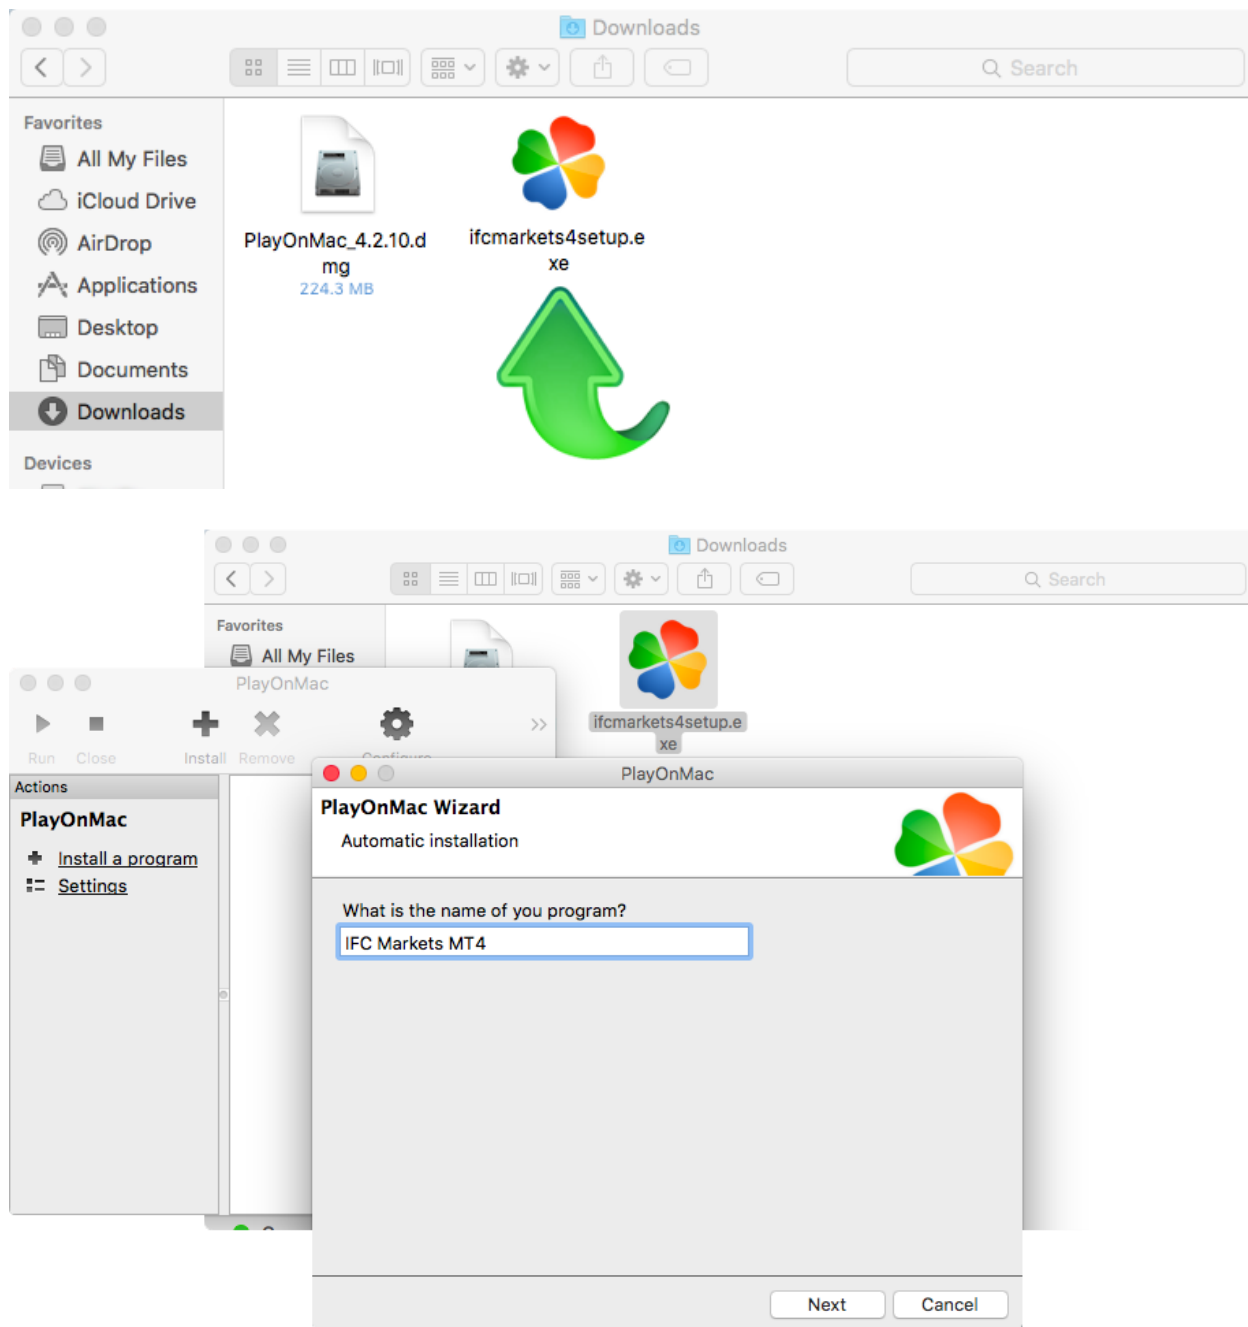 Downloads
Search
Favorites
All My Files
iCloud Drive
AirDrop
Applications
Desktop
Documents
Downloads
Devices
PlayOnMac_4.2.10.d
mg
224.3 MB
ifcmarkets4setup.e
xe
Downloads
Search
Favorites
All My Files
ifcmarkets4setup.e
xe
PlayOnMac
Run Close Install Remove Configure
Actions
PlayOnMac
Install a program
Settings
PlayOnMac
PlayOnMac Wizard
Automatic installation
What is the name of you program?
IFC Markets MT4
Next Cancel